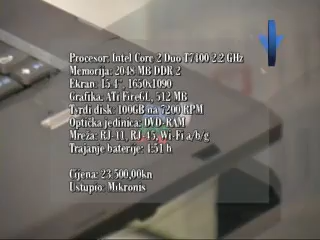 Procesor: Intel Core 2 Duo T7400 2.2 GHz
Memorija: 2048 MB DDR 2
Ekran: 15.4", 1650x1090
Grafika: ATi FireGL, 512 MB
Tvrdi disk: 100GB na 7200 RPM
Optička jedinica: DVD-RAM
Mreža: RJ-11, RJ-45, Wi-Fi a/b/g
Trajanje baterije: 1:51 h
Cijena: 23.500,00kn
Ustupio: Mikronis